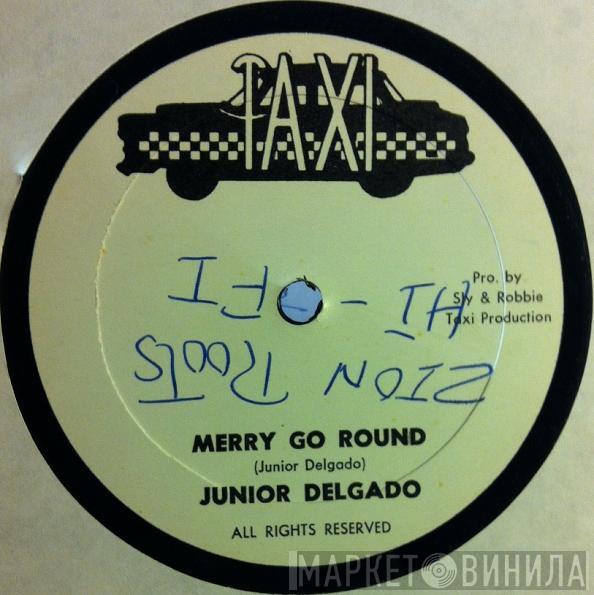 TAXI
Pro. by
Sly & Robbie
Taxi Production
ZION ROOTS
HI-FI
MERRY GO ROUND
(Junior Delgado)
JUNIOR DELGADO
ALL RIGHTS RESERVED
МАРКЕТ ВИНИЛА